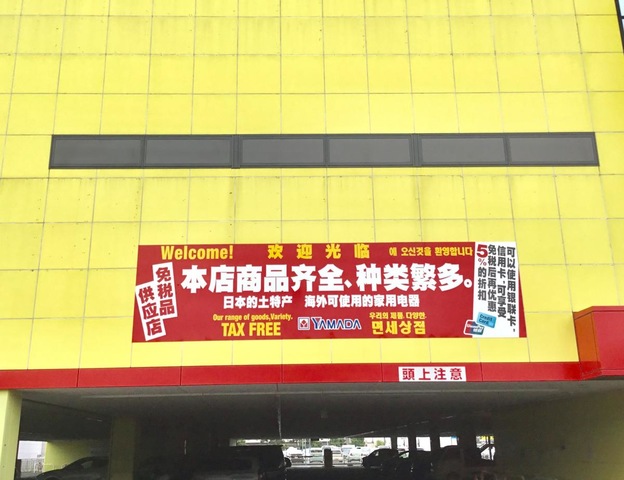 Welcome! 欢迎光临 에 오신것을 환영합니다
免税品
供应店
本店商品齐全、种类繁多。
日本的土特产 海外可使用的家用电器
Our range of goods,Variety.
TAX FREE
YAMADA
우리의 제품, 다양한.
면세상점
可以使用银联卡、
信用卡，可享受
免税后再优惠
5%的折扣
頭上注意